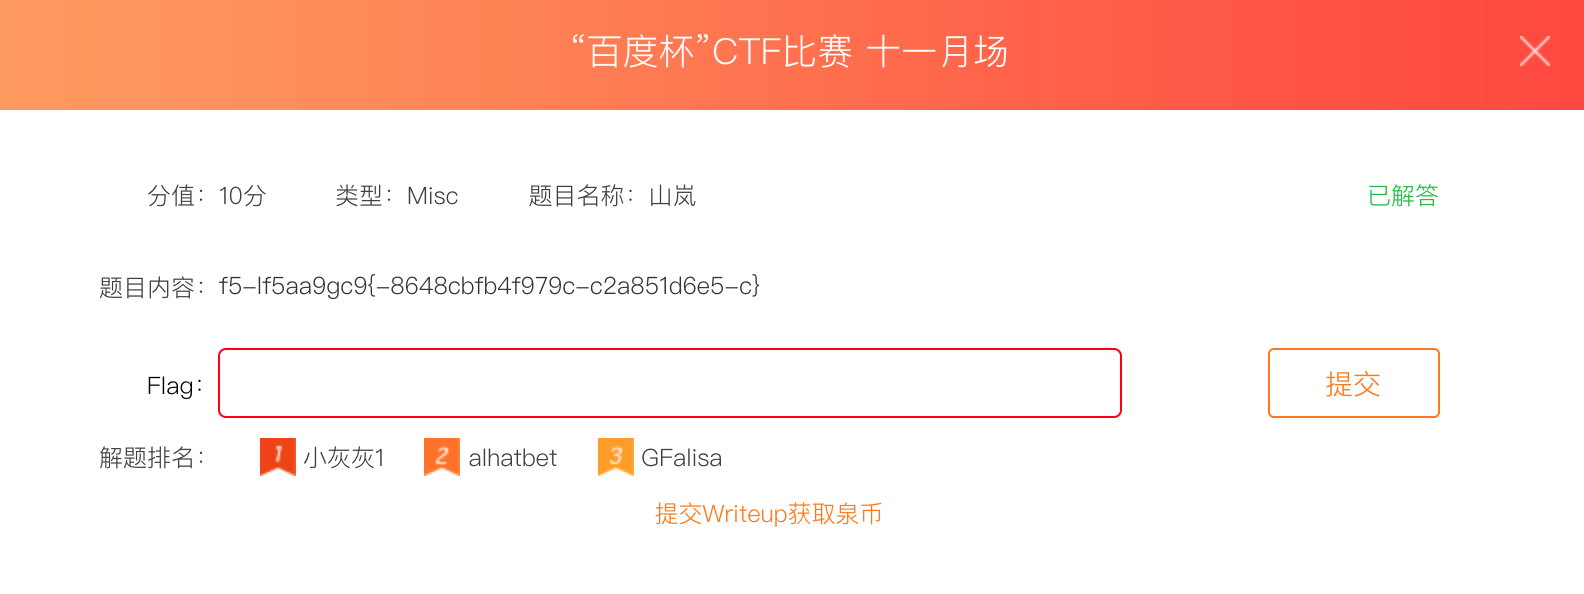 “百度杯”CTF比赛 十一月场
分值：10分 类型：Misc 题目名称：山岚 已解答
题目内容：f5-lf5aa9gc9{-8648cbfb4f979c-c2a851d6e5-c}
Flag：
提交
解题排名：1 小灰灰1 2 alhatbet 3 GFalisa
提交Writeup获取泉币